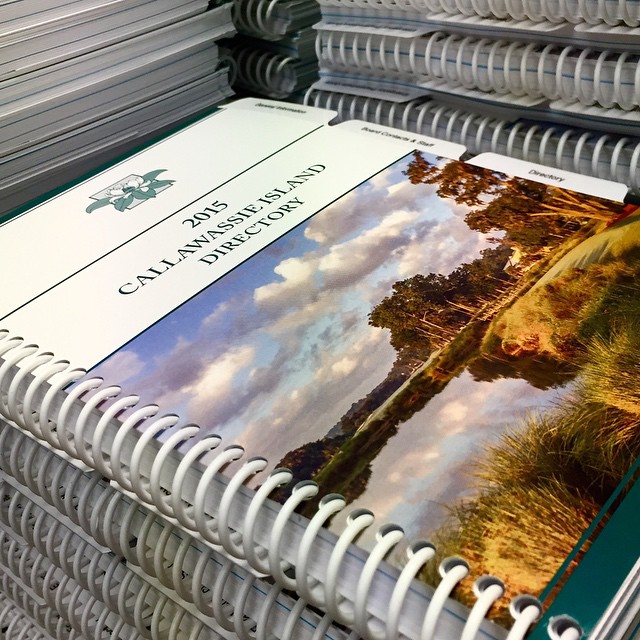 Board Contacts & Staff
Directory
2015
CALLAWASSIE ISLAND
DIRECTORY